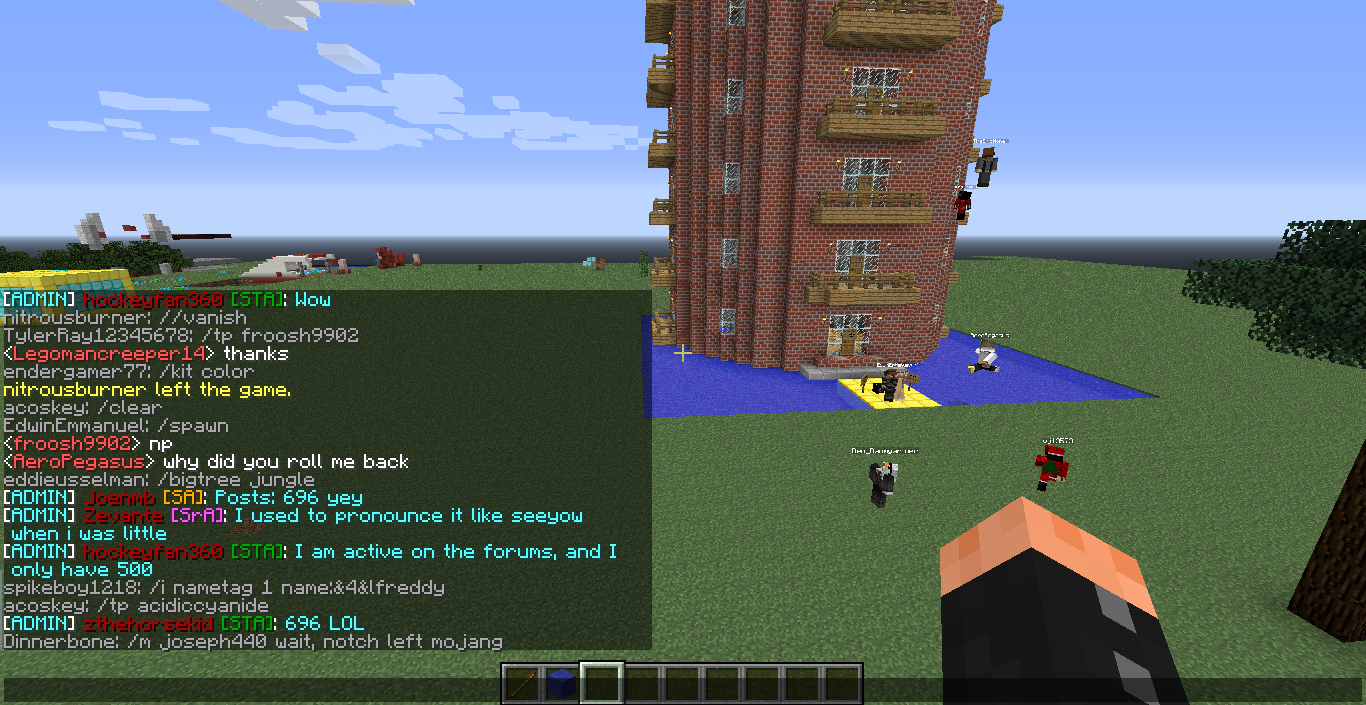 [ADMIN] hockeyfan360 [STA]: Wow
nitrousburner: //vanish
TylerRay12345678: /tp froosh9902
<Legomancreeper14> thanks
endergamer77: /kit color
nitrousburner left the game.
acoskey: /clear
EdwinEmmanuel: /spawn
<froosh9902> np
<AeroPegasus> why did you roll me back
eddieusselman: /bigtree jungle
[ADMIN] Joenmb [SA]: Posts: 696 yey
[ADMIN] Zevante [SrA]: I used to pronounce it like seeyow
when i was little
[ADMIN] hockeyfan360 [STA]: I am active on the forums, and I
only have 500
spikeboy1218: /i nametag 1 name:&4&lfreddy
acoskey: /tp acidiccyanide
[ADMIN] zthehorsekid [STA]: 696 LOL
Dinnerbone: /m joseph440 wait, notch left mojang
AeroPegasus